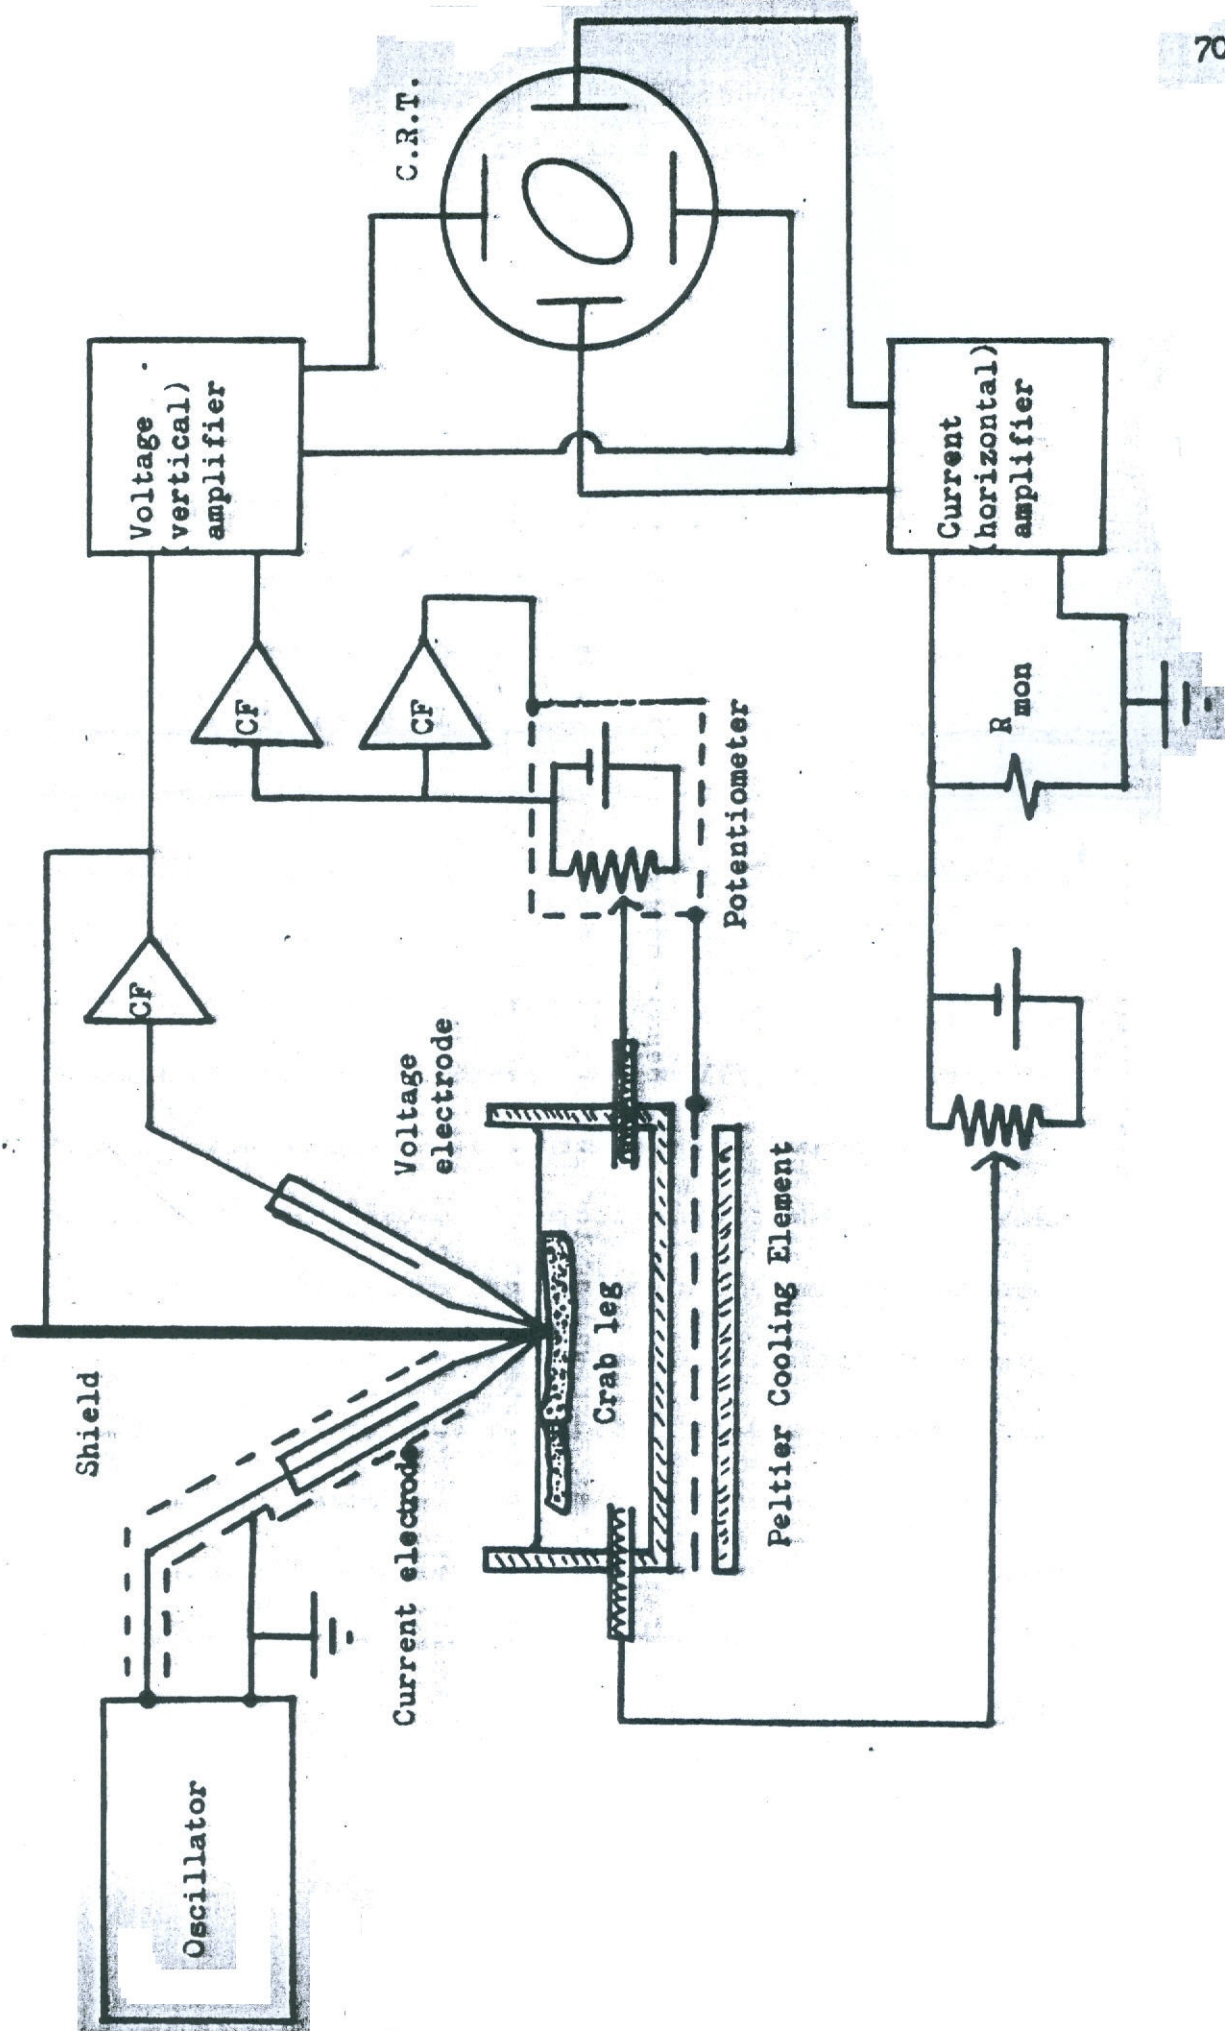 70
Oscillator
Shield
Current electrode
Voltage
electrode
CF
CF
CF
Voltage
(vertical)
amplifier
C.R.T.
Crab leg
Peltier Cooling Element
Potentiometer
R mon
Current
(horizontal)
amplifier